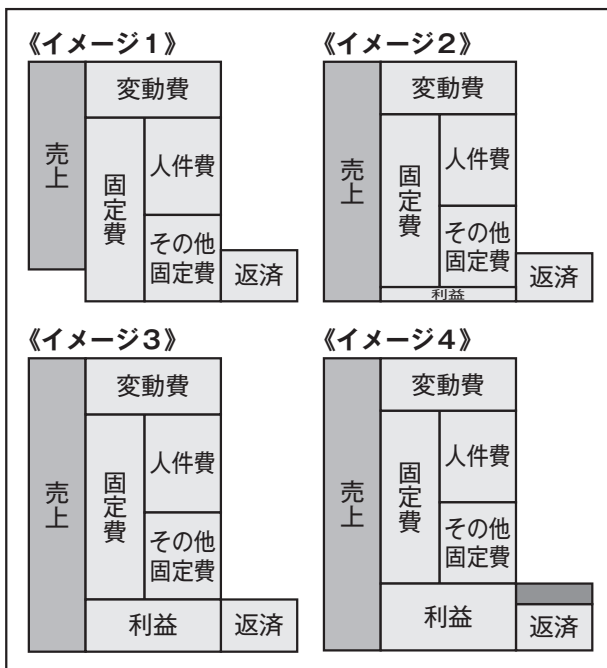 《イメージ1》
変動費
売上
固定費
人件費
その他
固定費
返済
《イメージ2》
変動費
売上
固定費
人件費
その他
固定費
利益
返済
《イメージ3》
変動費
売上
固定費
人件費
その他
固定費
利益
返済
《イメージ4》
変動費
売上
固定費
人件費
その他
固定費
利益
返済